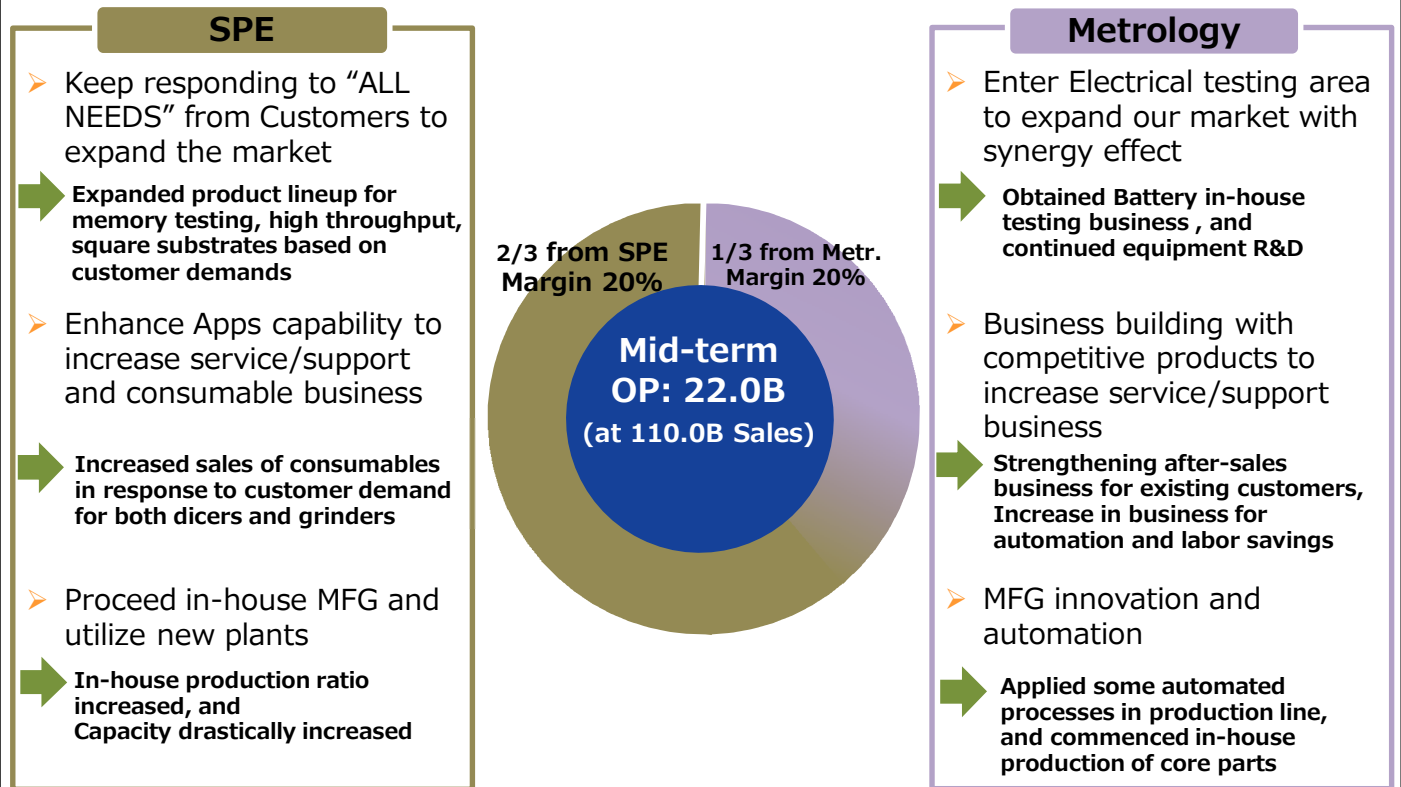 SPE
Keep responding to “ALL
NEEDS” from Customers to
expand the market
Expanded product lineup for
memory testing, high throughput,
square substrates based on
customer demands
Enhance Apps capability to
increase service/support
and consumable business
Increased sales of consumables
in response to customer demand
for both dicers and grinders
Proceed in-house MFG and
utilize new plants
In-house production ratio
increased, and
Capacity drastically increased
2/3 from SPE
Margin 20%
1/3 from Metr.
Margin 20%
Mid-term
OP: 22.0B
(at 110.0B Sales)
Metrology
Enter Electrical testing area
to expand our market with
synergy effect
Obtained Battery in-house
testing business , and
continued equipment R&D
Business building with
competitive products to
increase service/support
business
Strengthening after-sales
business for existing customers,
Increase in business for
automation and labor savings
MFG innovation and
automation
Applied some automated
processes in production line,
and commenced in-house
production of core parts